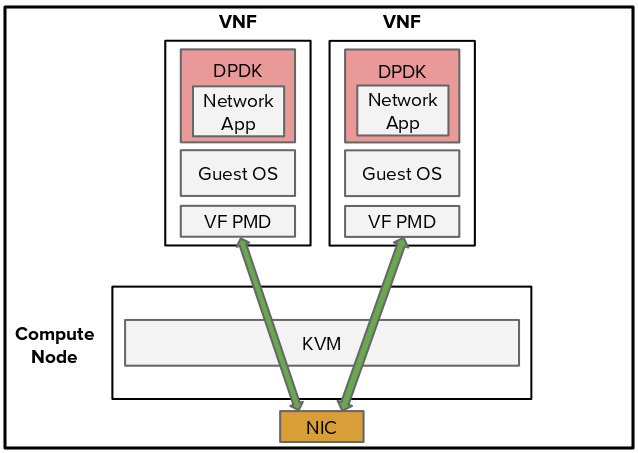 VNF
VNF
DPDK
Network
App
Guest OS
VF PMD
DPDK
Network
App
Guest OS
VF PMD
Compute
Node
KVM
NIC